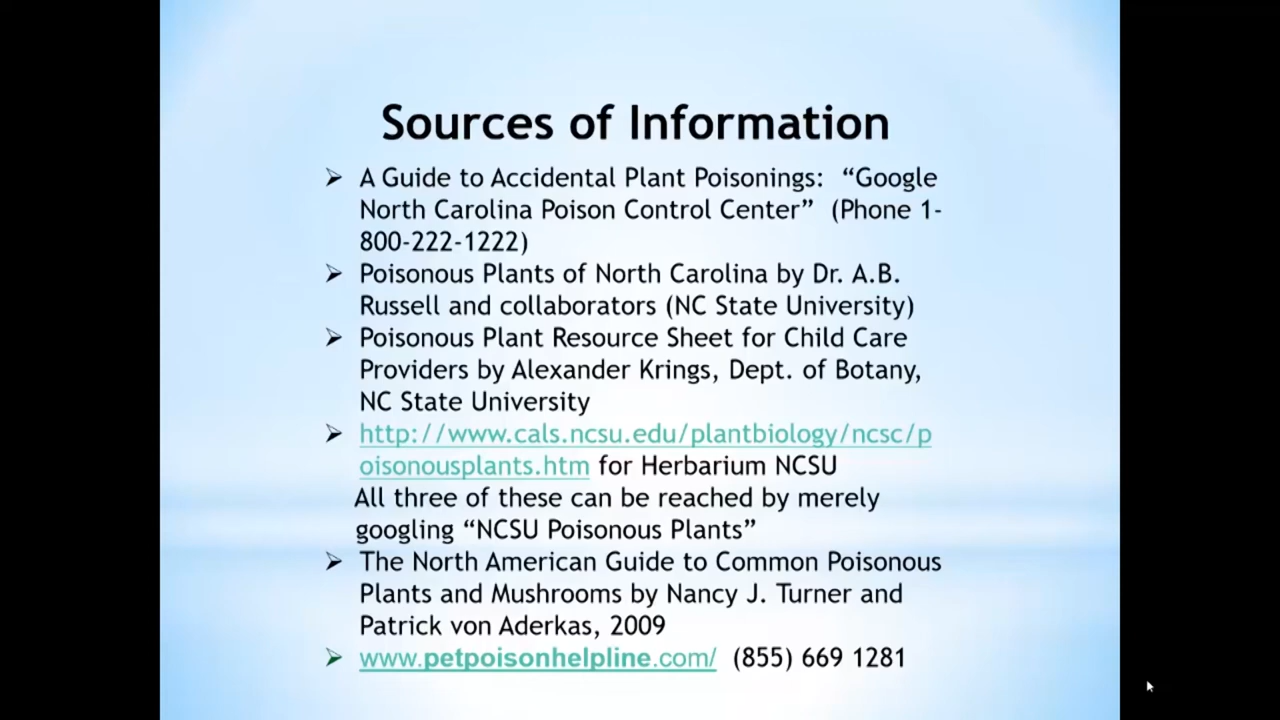 Sources of Information
➢ A Guide to Accidental Plant Poisonings: “Google
North Carolina Poison Control Center” (Phone 1-
800-222-1222)
➢ Poisonous Plants of North Carolina by Dr. A.B.
Russell and collaborators (NC State University)
➢ Poisonous Plant Resource Sheet for Child Care
Providers by Alexander Krings, Dept. of Botany,
NC State University
➢ http://www.cals.ncsu.edu/plantbiology/ncsc/p
oisonousplants.htm for Herbarium NCSU
All three of these can be reached by merely
googling “NCSU Poisonous Plants”
➢ The North American Guide to Common Poisonous
Plants and Mushrooms by Nancy J. Turner and
Patrick von Aderkas, 2009
➢ www.petpoisonhelpline.com/ (855) 669 1281